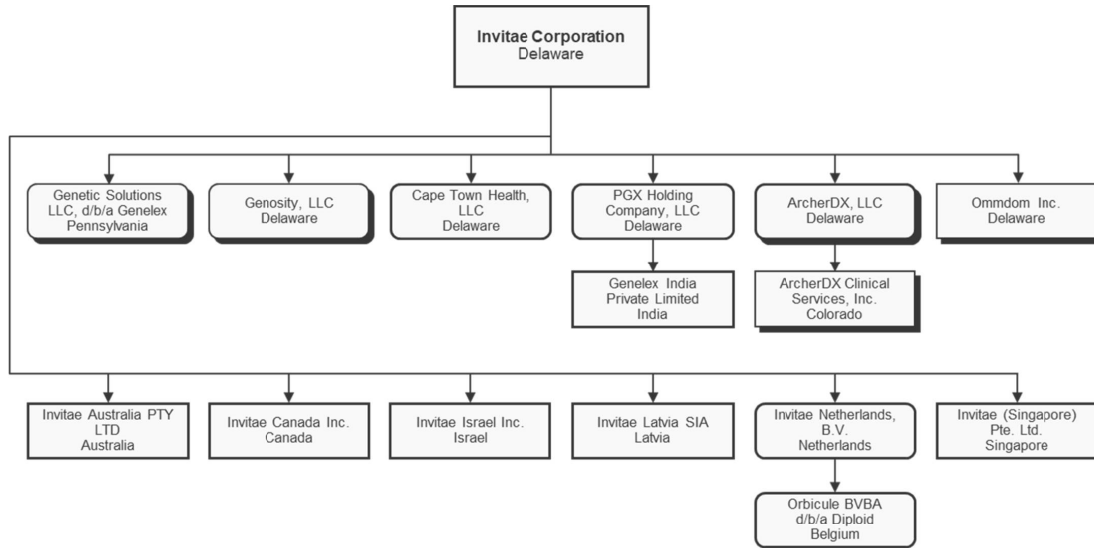 Invitae Corporation
Delaware
Genetic Solutions
LLC, d/b/a Genelex
Pennsylvania
Genosity, LLC
Delaware
Cape Town Health,
LLC
Delaware
PGX Holding
Company, LLC
Delaware
ArcherDX, LLC
Delaware
Ommdom Inc.
Delaware
Genelex India
Private Limited
India
ArcherDX Clinical
Services, Inc.
Colorado
Invitae Australia PTY
LTD
Australia
Invitae Canada Inc.
Canada
Invitae Israel Inc.
Israel
Invitae Latvia SIA
Latvia
Invitae Netherlands,
B.V.
Netherlands
Invitae (Singapore)
Pte. Ltd.
Singapore
Orbicule BVBA
d/b/a Diploid
Belgium